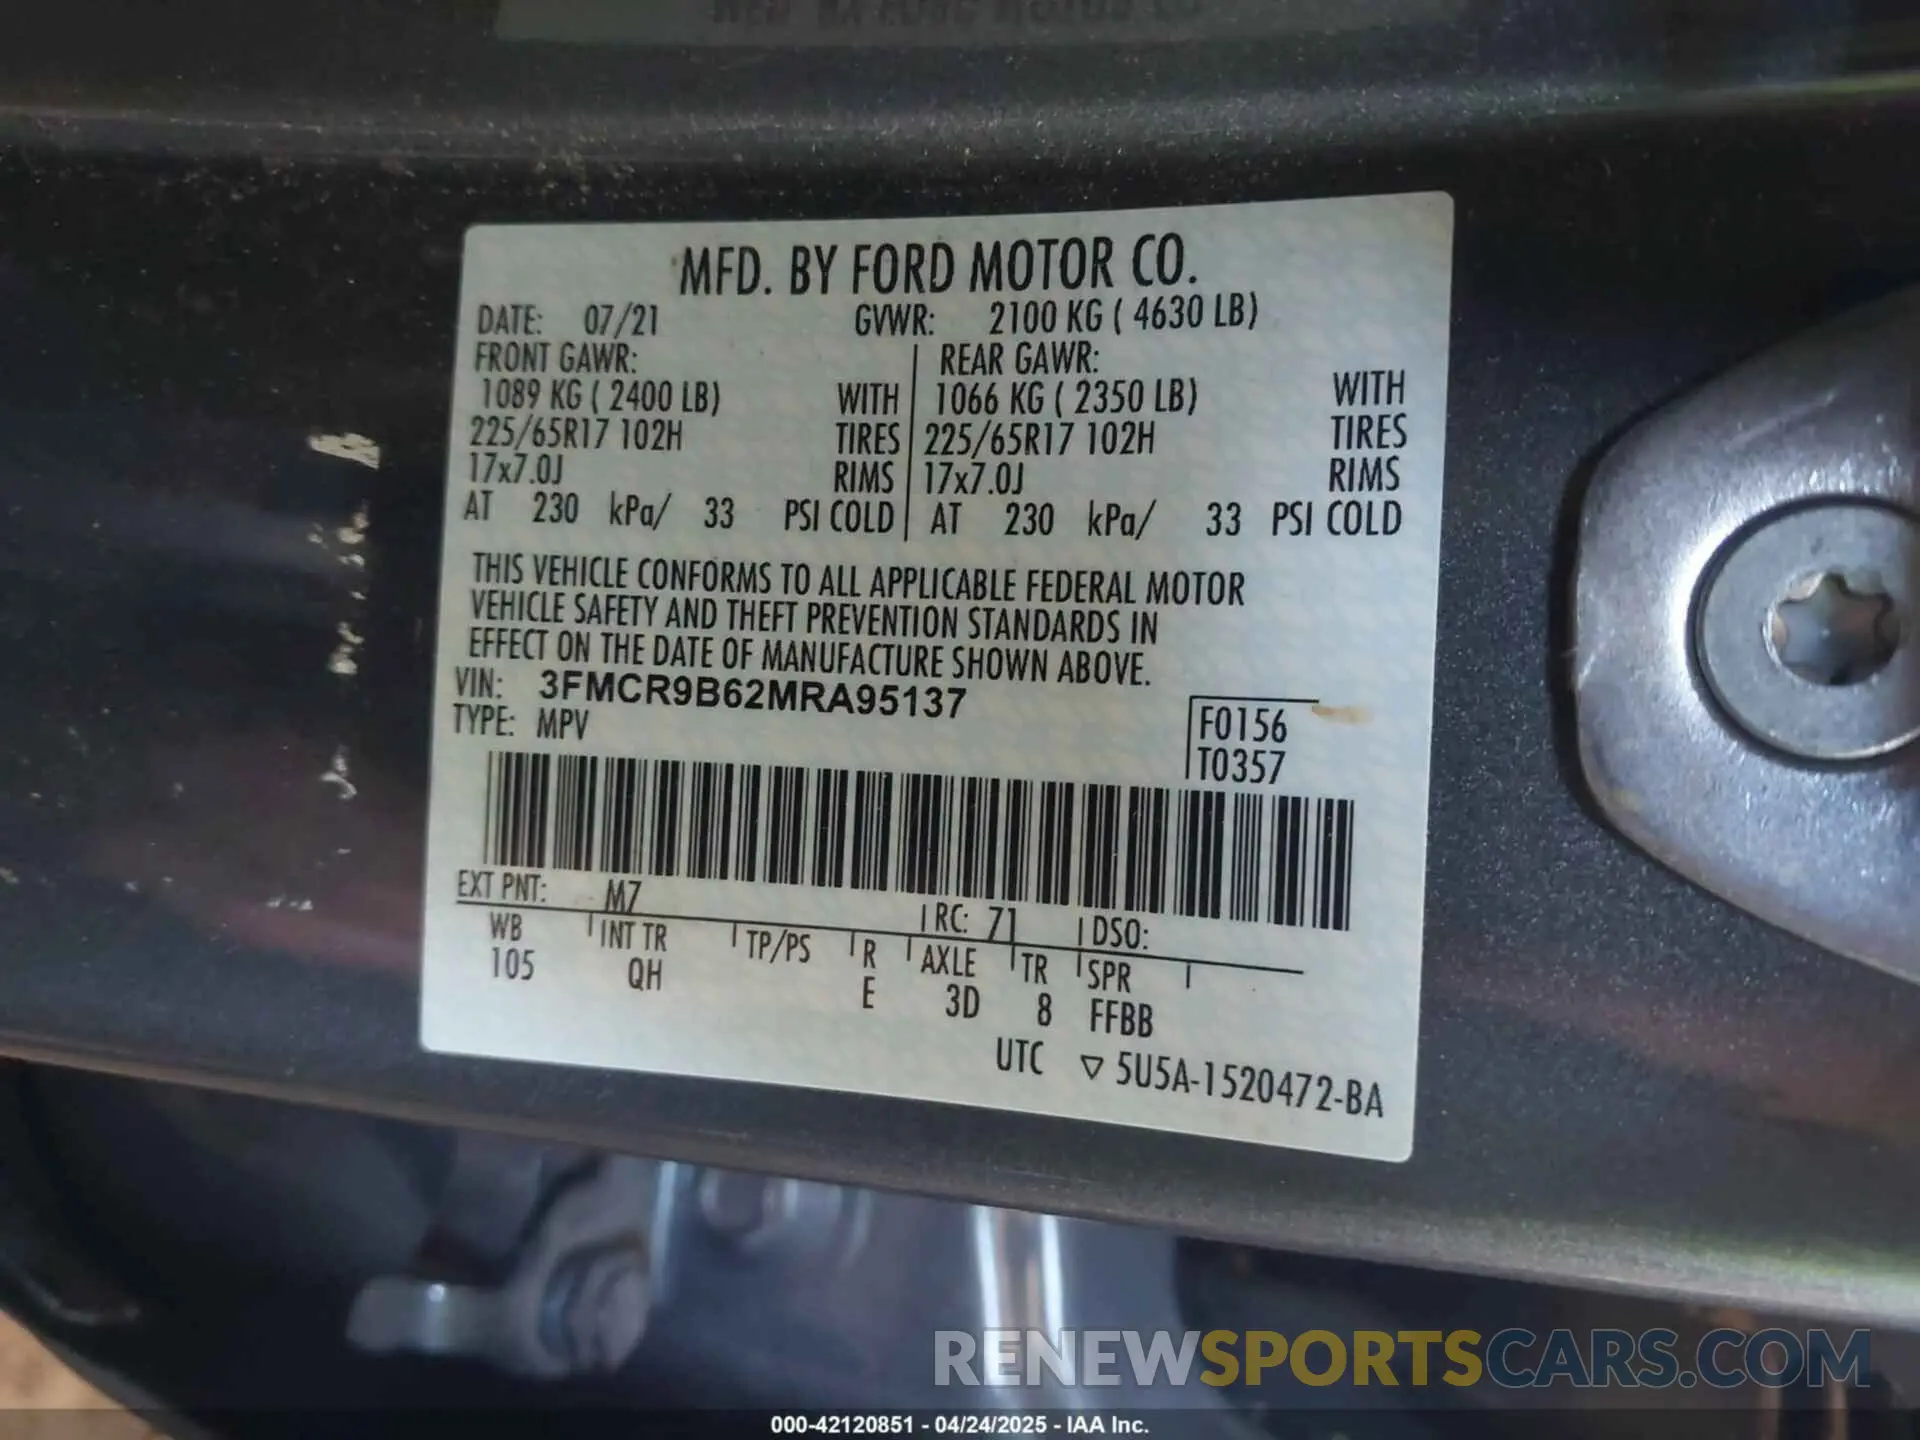 MFD. BY FORD MOTOR CO.
DATE: 07/21 GVWR: 2100 KG ( 4630 LB)
FRONT GAWR: REAR GAWR:
1089 KG ( 2400 LB) WITH 1066 KG ( 2350 LB) WITH
225/65R17 102H TIRES 225/65R17 102H TIRES
17x7.0J RIMS 17x7.0J RIMS
AT 230 kPa/ 33 PSI COLD AT 230 kPa/ 33 PSI COLD
THIS VEHICLE CONFORMS TO ALL APPLICABLE FEDERAL MOTOR
VEHICLE SAFETY AND THEFT PREVENTION STANDARDS IN
EFFECT ON THE DATE OF MANUFACTURE SHOWN ABOVE.
VIN: 3FMCR9B62MRA95137
TYPE: MPV F0156
T0357
EXT PNT: M7 RC: 71 DSO:
WB INT TR TP/PS R AXLE TR SPR
105 QH E 3D 8 FFBB
UTC ▽ 5U5A-1520472-BA
RENEWSPORTSCARS.COM
000-42120851 - 04/24/2025 - IAA Inc.